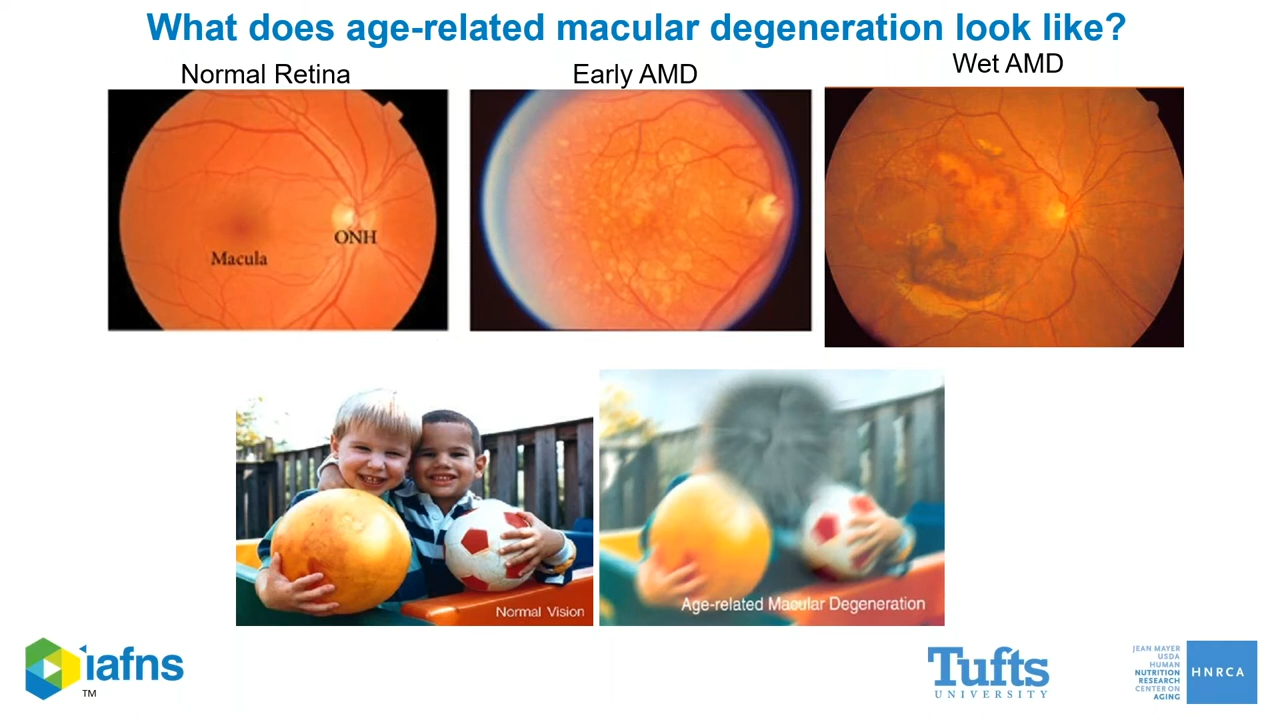 What does age-related macular degeneration look like?
Normal Retina
Early AMD
Wet AMD
Macula
ONH
Normal Vision
Age-related Macular Degeneration
iafns
TM
Tufts
UNIVERSITY
JEAN MAYER
USDA
HUMAN
NUTRITION
RESEARCH
CENTER ON
AGING
HNRCA